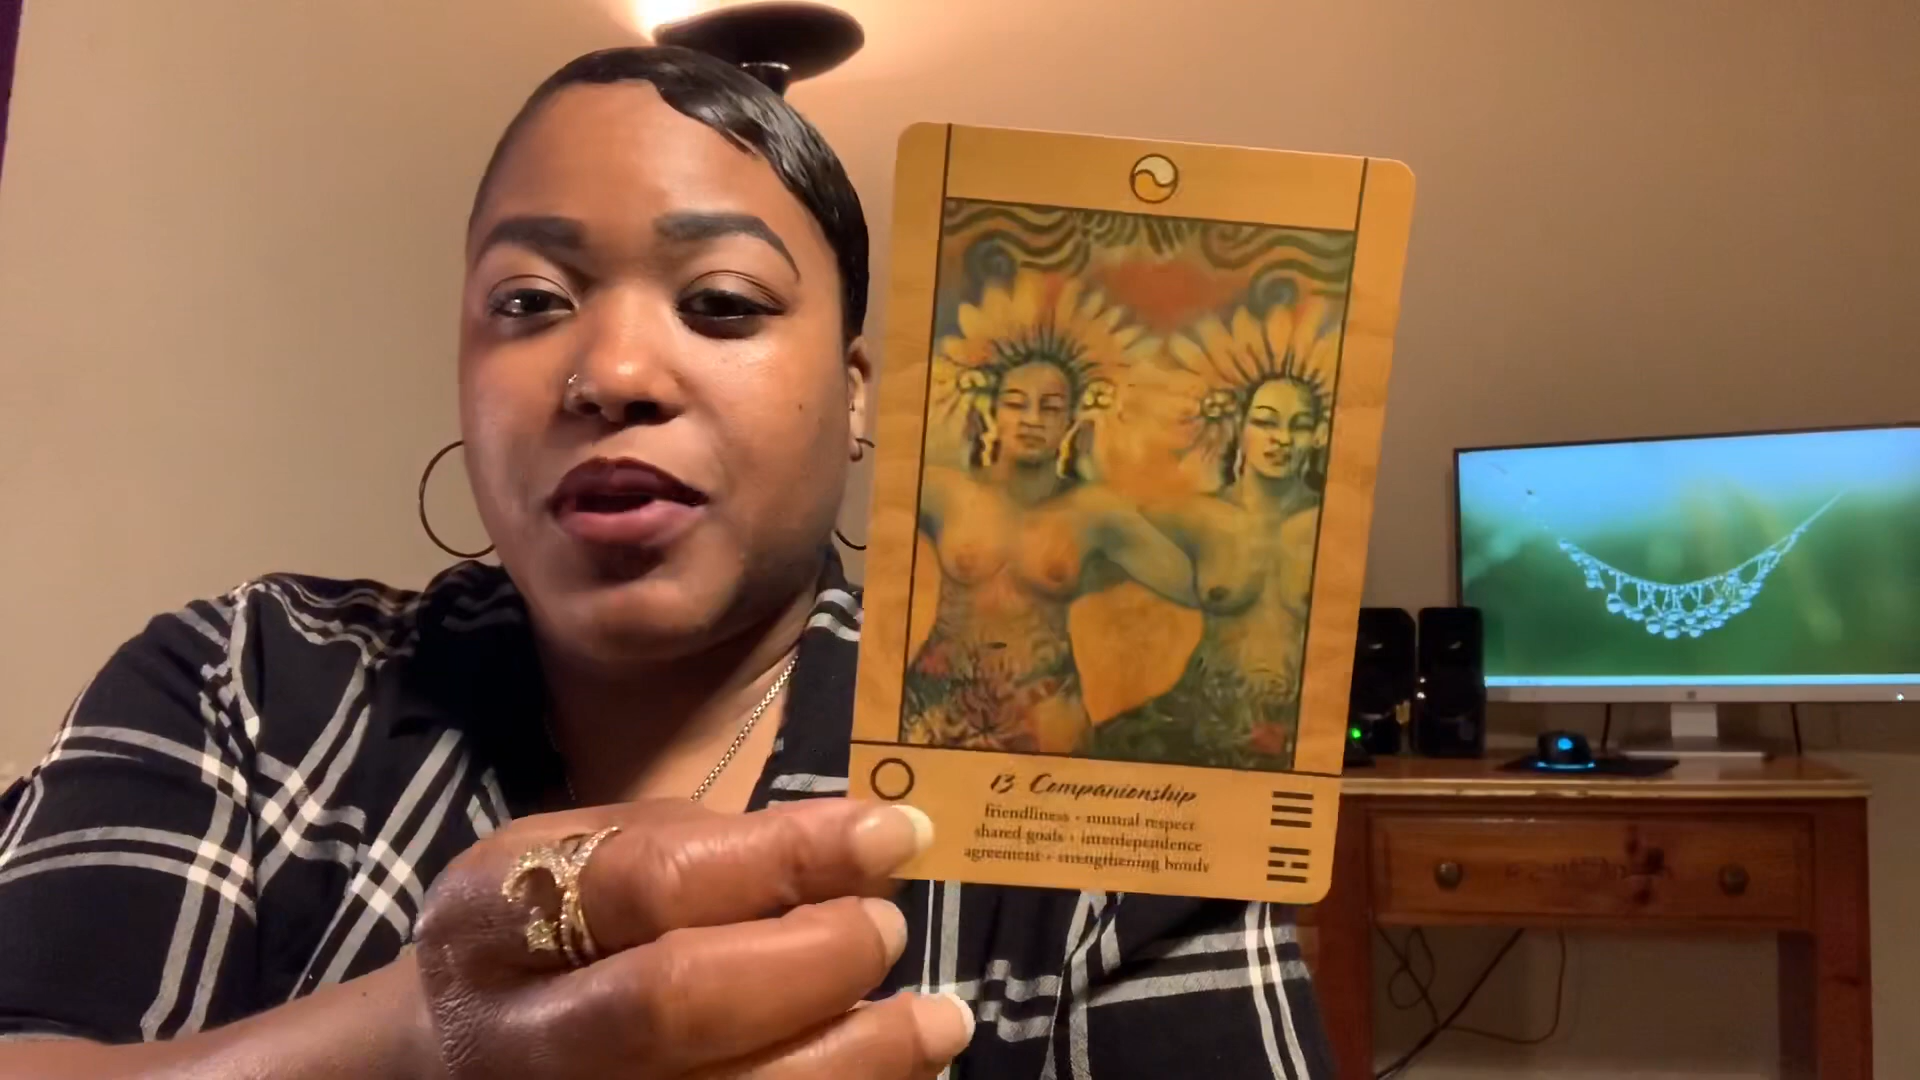 13 Companionship
friendliness • mutual respect
shared goals • interdependence
agreement • strengthening bonds